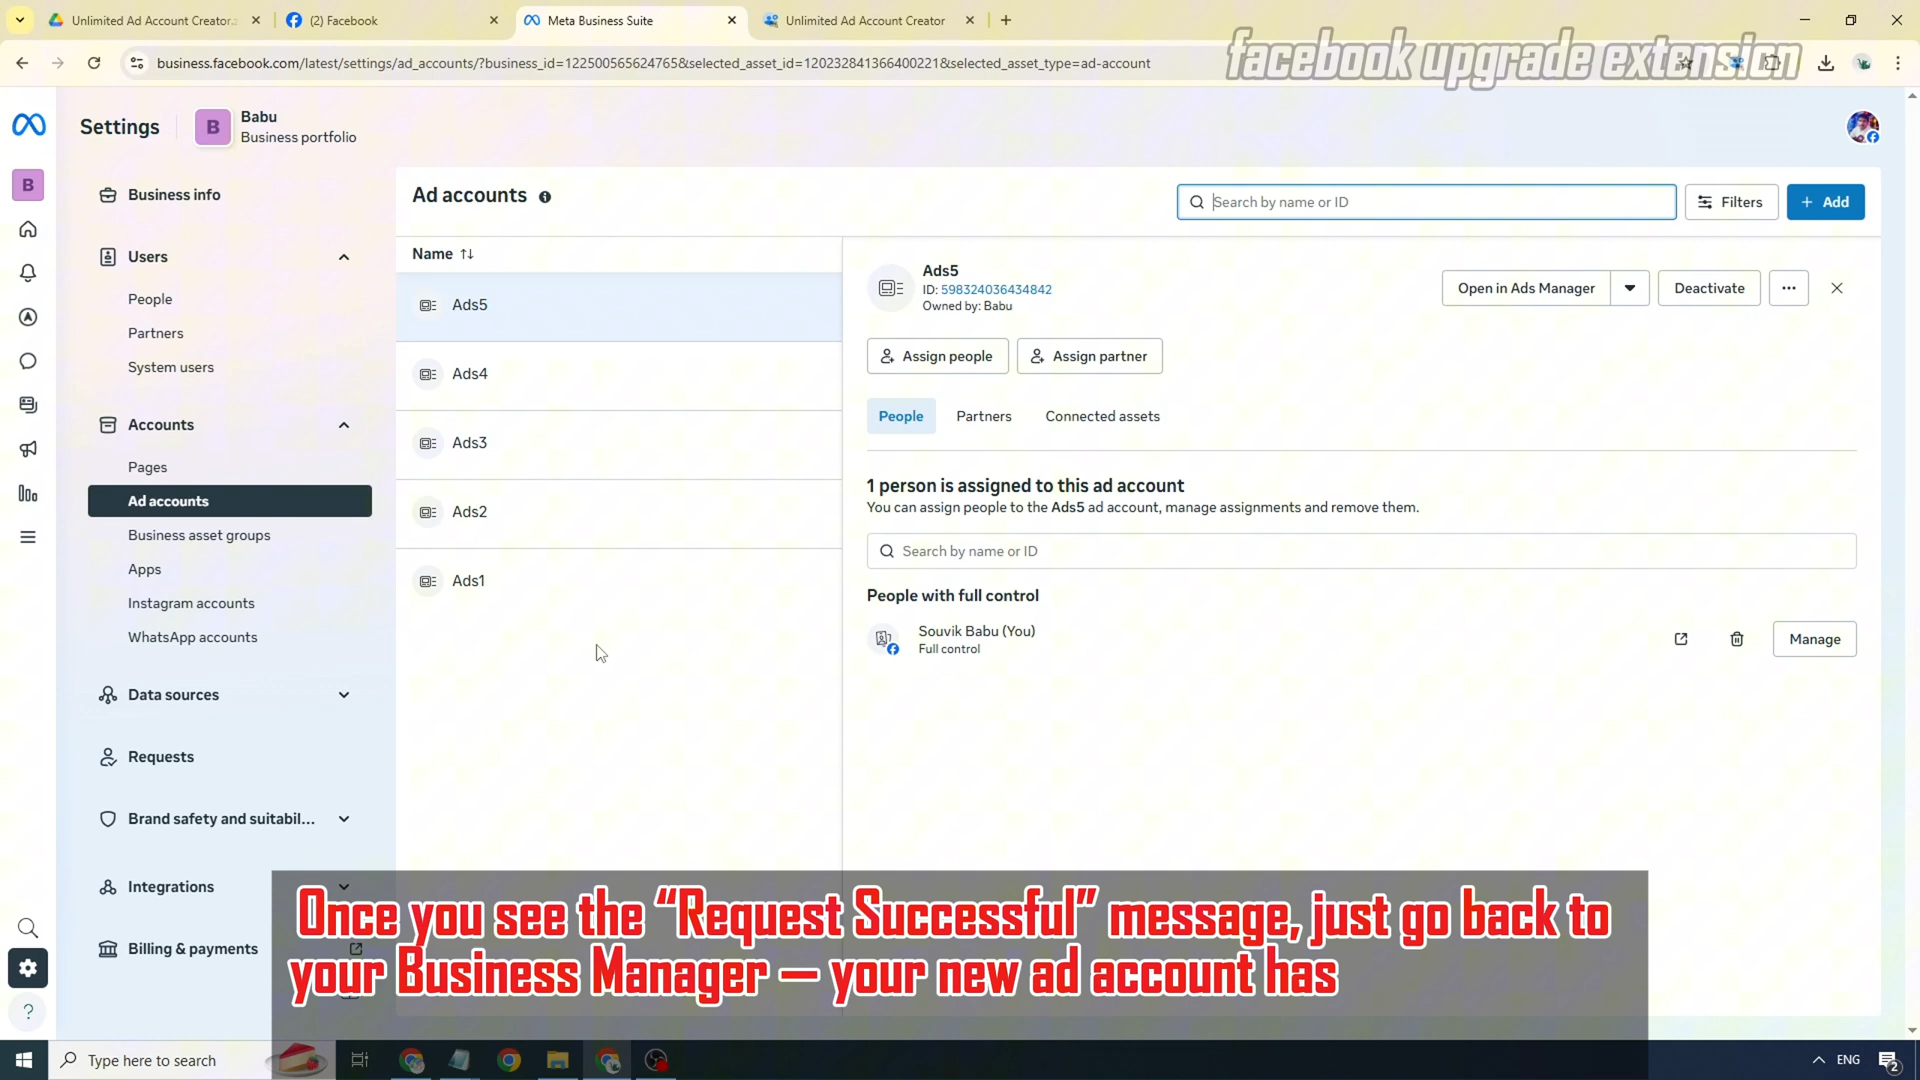 Unlimited Ad Account Creator.
(2) Facebook
Meta Business Suite
Unlimited Ad Account Creator
business.facebook.com/latest/settings/ad_accounts/?business_id=122500565624765&selected_asset_id=120232841366400221&selected_asset_type=ad-account
facebook upgrade extension
Settings
B
Babu
Business portfolio
B
Business info
Users
People
Partners
System users
Accounts
Pages
Ad accounts
Business asset groups
Apps
Instagram accounts
WhatsApp accounts
Data sources
Requests
Brand safety and suitabil...
Integrations
Billing & payments
Ad accounts
Search by name or ID
Filters
+ Add
Name
Ads5
Ads4
Ads3
Ads2
Ads1
Ads5
ID: 598324036434842
Owned by: Babu
Open in Ads Manager
Deactivate
Assign people
Assign partner
People
Partners
Connected assets
1 person is assigned to this ad account
You can assign people to the Ads5 ad account, manage assignments and remove them.
Search by name or ID
People with full control
Souvik Babu (You)
Full control
Manage
Once you see the “Request Successful” message, just go back to
your Business Manager — your new ad account has
Type here to search
ENG
2